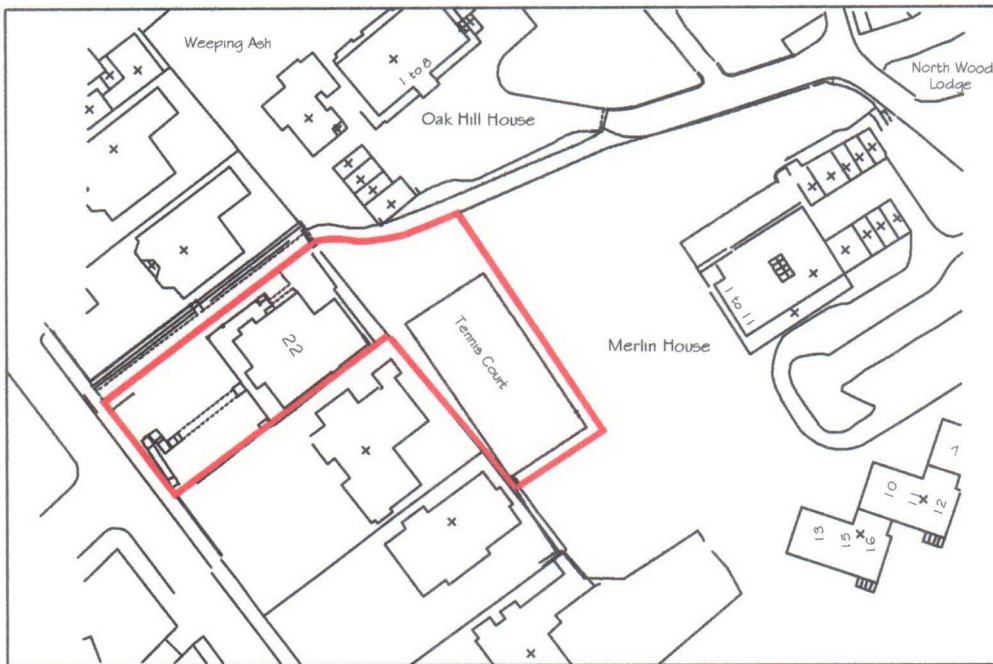 Weeping Ash
1 to 8
Oak Hill House
North Wood
Lodge
22
Tennis Court
1 to 11
Merlin House
7
10
11
12
13
15
16